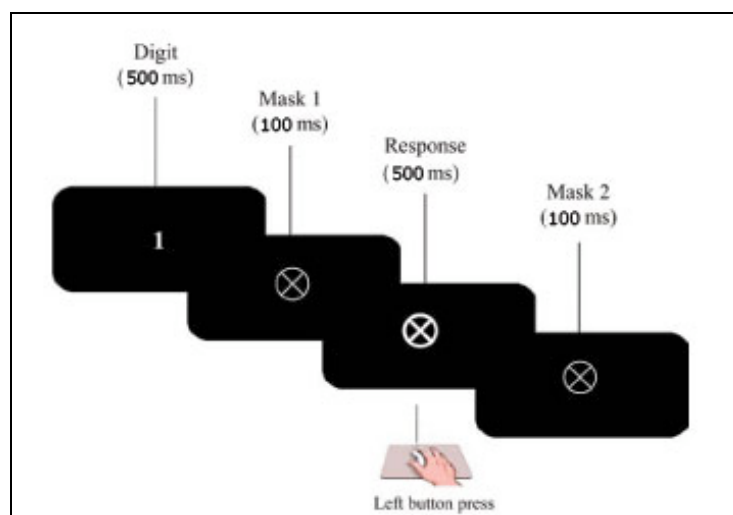 Digit
(500 ms)
Mask 1
(100 ms)
Response
(500 ms)
Mask 2
(100 ms)
1
Left button press